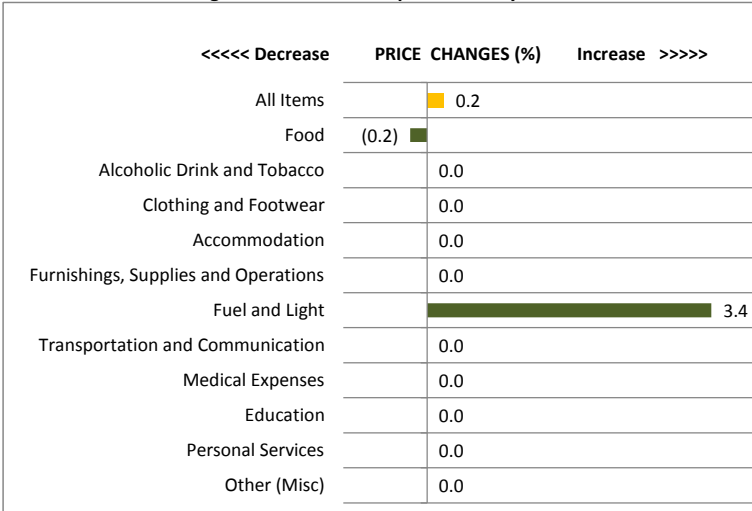 <<<<< Decrease PRICE CHANGES (%) Increase >>>>>
All Items 0.2
Food (0.2)
Alcoholic Drink and Tobacco 0.0
Clothing and Footwear 0.0
Accommodation 0.0
Furnishings, Supplies and Operations 0.0
Fuel and Light 3.4
Transportation and Communication 0.0
Medical Expenses 0.0
Education 0.0
Personal Services 0.0
Other (Misc) 0.0